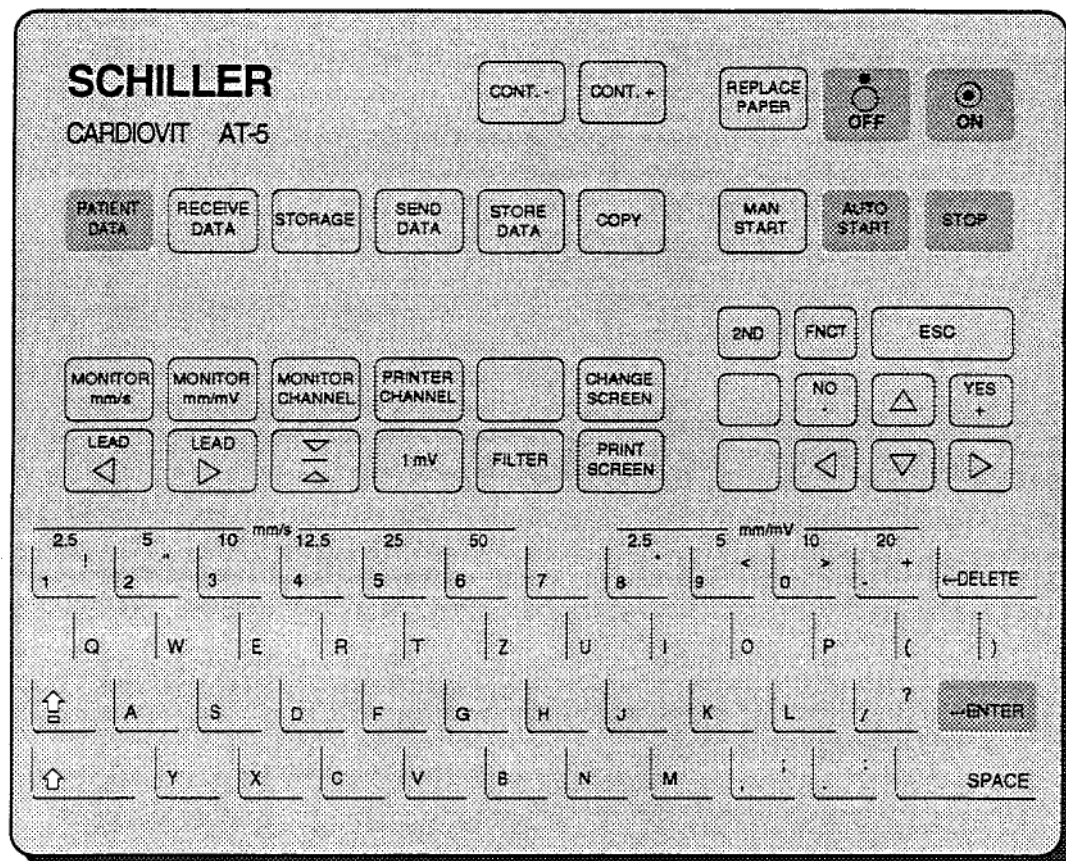 SCHILLER
CARDIOVIT AT-5
CONT. - CONT. + REPLACE PAPER OFF ON
PATIENT DATA RECEIVE DATA STORAGE SEND DATA STORE DATA COPY MAN START AUTO START STOP
2ND FNCT ESC
MONITOR mm/s MONITOR mm/mV MONITOR CHANNEL PRINTER CHANNEL CHANGE SCREEN NO - YES +
LEAD LEAD 1 mV FILTER PRINT SCREEN
mm/s mm/mV
2.5 5 10 12.5 25 50 2.5 5 10 20
1 ! 2 " 3 4 5 6 7 8 9 < 0 > - + ←DELETE
Q W E R T Z U I O P ( )
A S D F G H J K L / ? ENTER
Y X C V B N M , ; . : SPACE